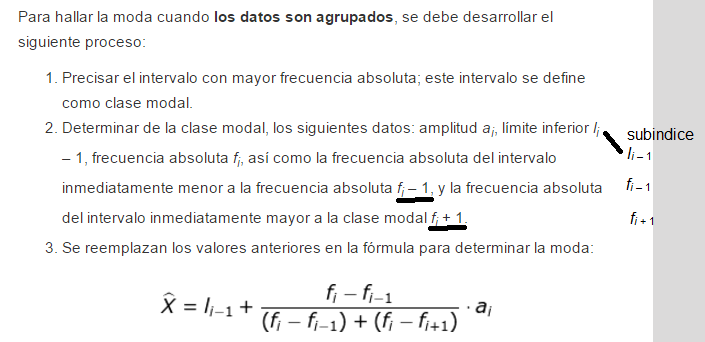 Para hallar la moda cuando los datos son agrupados, se debe desarrollar el
siguiente proceso:
1. Precisar el intervalo con mayor frecuencia absoluta; este intervalo se define
como clase modal.
2. Determinar de la clase modal, los siguientes datos: amplitud aᵢ, límite inferior lᵢ
– 1, frecuencia absoluta fᵢ, así como la frecuencia absoluta del intervalo
inmediatamente menor a la frecuencia absoluta fᵢ – 1, y la frecuencia absoluta
del intervalo inmediatamente mayor a la clase modal fᵢ + 1.
subindice
lᵢ₋₁
fᵢ₋₁
fᵢ₊₁
3. Se reemplazan los valores anteriores en la fórmula para determinar la moda:
X̂ = lᵢ₋₁ + (fᵢ – fᵢ₋₁) / ((fᵢ – fᵢ₋₁) + (fᵢ – fᵢ₊₁)) · aᵢ